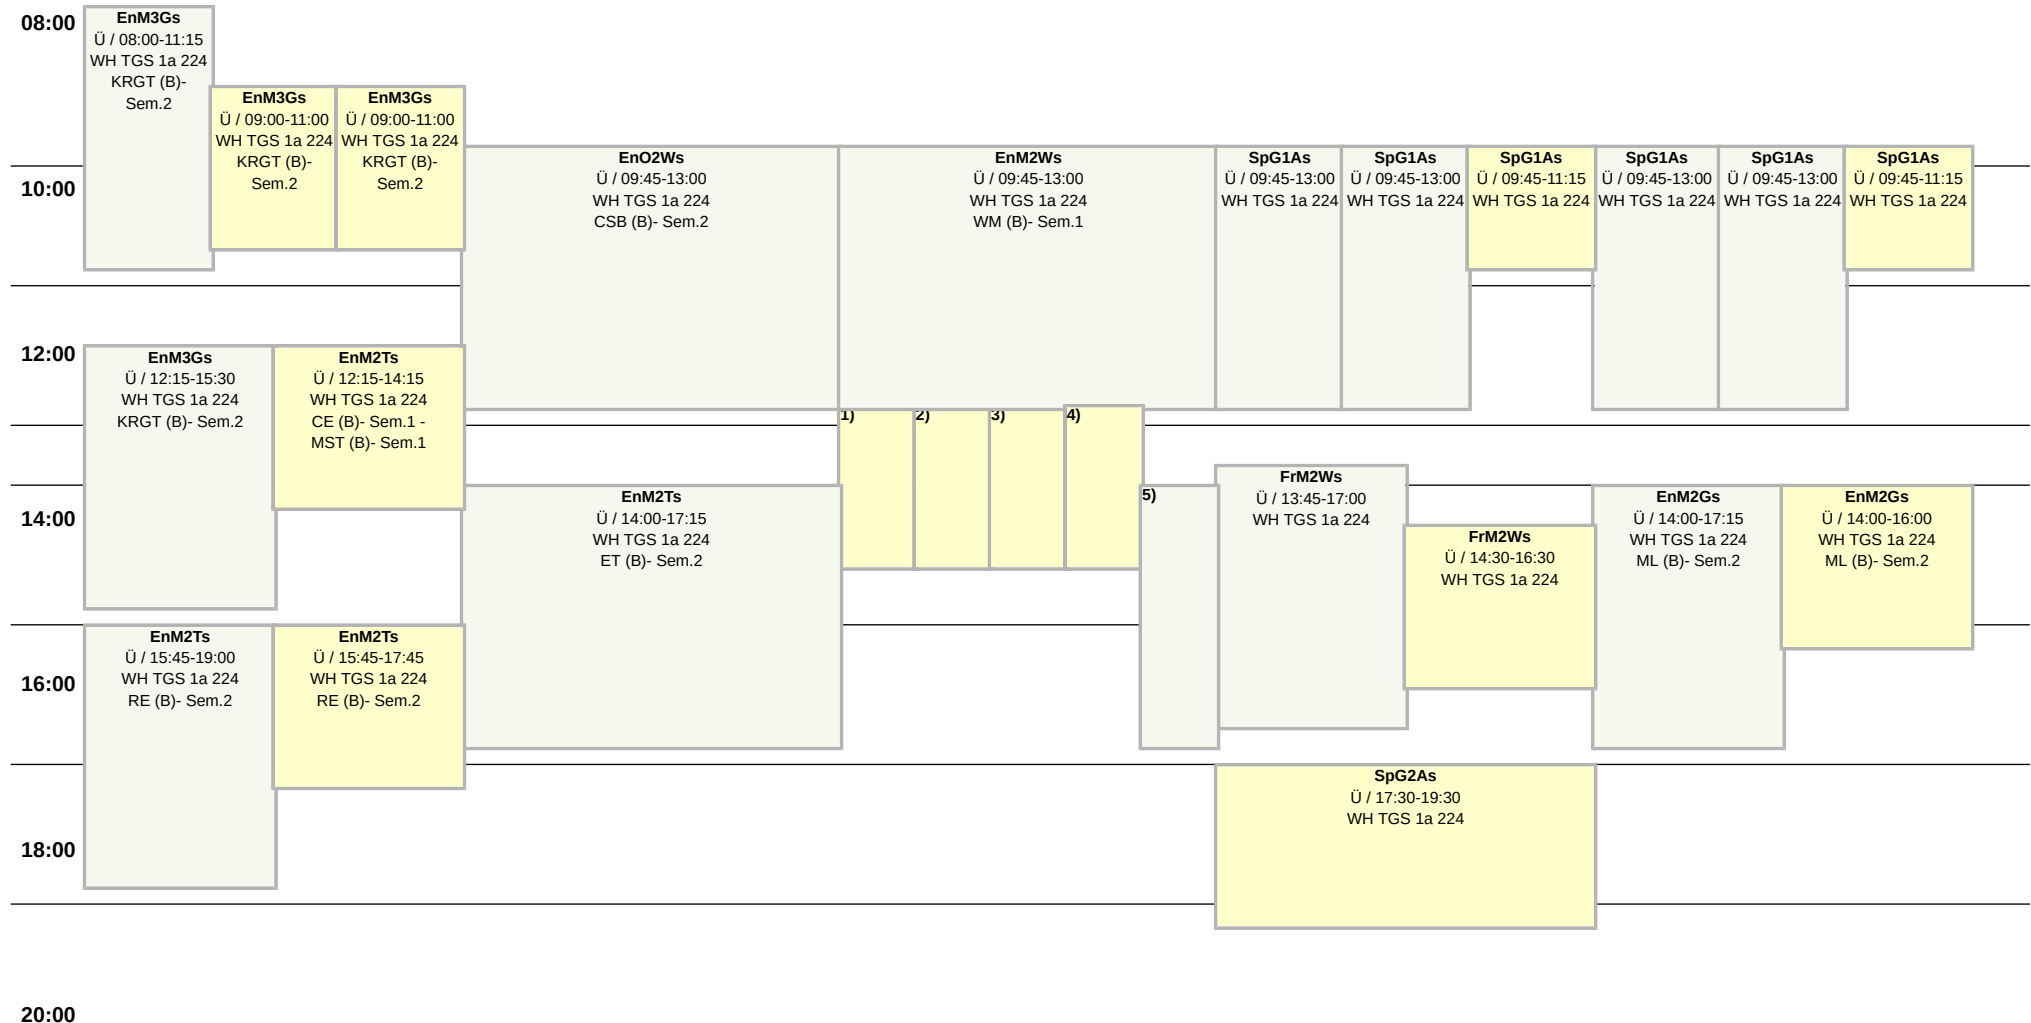 08:00
10:00
12:00
14:00
16:00
18:00
20:00
EnM3Gs
Ü / 08:00-11:15
WH TGS 1a 224
KRGT (B)-
Sem.2
EnM3Gs
Ü / 09:00-11:00
WH TGS 1a 224
KRGT (B)-
Sem.2
EnM3Gs
Ü / 09:00-11:00
WH TGS 1a 224
KRGT (B)-
Sem.2
EnO2Ws
Ü / 09:45-13:00
WH TGS 1a 224
CSB (B)- Sem.2
EnM2Ws
Ü / 09:45-13:00
WH TGS 1a 224
WM (B)- Sem.1
SpG1As
Ü / 09:45-13:00
WH TGS 1a 224
SpG1As
Ü / 09:45-13:00
WH TGS 1a 224
SpG1As
Ü / 09:45-11:15
WH TGS 1a 224
SpG1As
Ü / 09:45-13:00
WH TGS 1a 224
SpG1As
Ü / 09:45-13:00
WH TGS 1a 224
SpG1As
Ü / 09:45-11:15
WH TGS 1a 224
EnM3Gs
Ü / 12:15-15:30
WH TGS 1a 224
KRGT (B)- Sem.2
EnM2Ts
Ü / 12:15-14:15
WH TGS 1a 224
CE (B)- Sem.1 -
MST (B)- Sem.1
1)
2)
3)
4)
5)
EnM2Ts
Ü / 14:00-17:15
WH TGS 1a 224
ET (B)- Sem.2
FrM2Ws
Ü / 13:45-17:00
WH TGS 1a 224
FrM2Ws
Ü / 14:30-16:30
WH TGS 1a 224
EnM2Gs
Ü / 14:00-17:15
WH TGS 1a 224
ML (B)- Sem.2
EnM2Gs
Ü / 14:00-16:00
WH TGS 1a 224
ML (B)- Sem.2
EnM2Ts
Ü / 15:45-19:00
WH TGS 1a 224
RE (B)- Sem.2
EnM2Ts
Ü / 15:45-17:45
WH TGS 1a 224
RE (B)- Sem.2
SpG2As
Ü / 17:30-19:30
WH TGS 1a 224